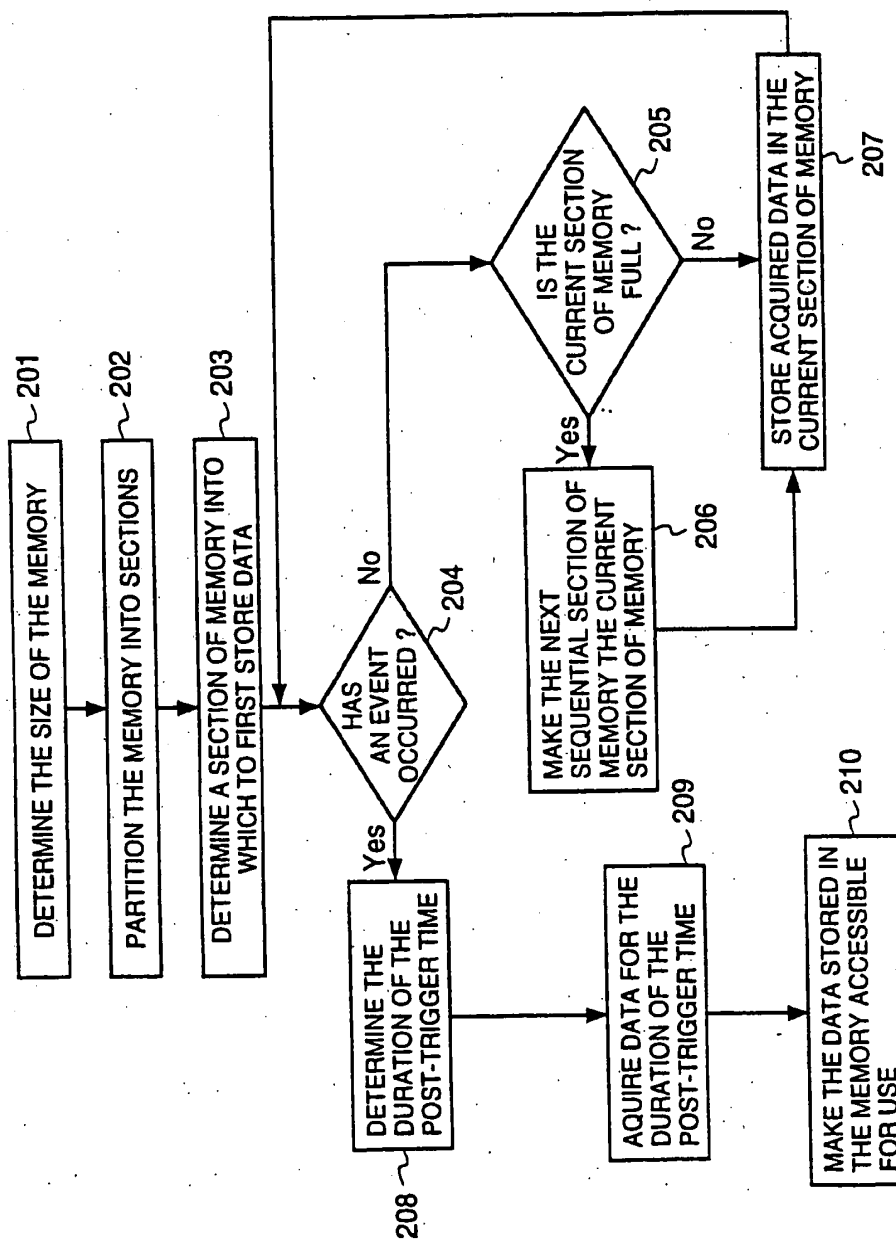 DETERMINE THE SIZE OF THE MEMORY
201
PARTITION THE MEMORY INTO SECTIONS
202
DETERMINE A SECTION OF MEMORY INTO
WHICH TO FIRST STORE DATA
203
HAS
AN EVENT
OCCURRED ?
204
Yes
No
DETERMINE THE
DURATION OF THE
POST-TRIGGER TIME
208
AQUIRE DATA FOR THE
DURATION OF THE
POST-TRIGGER TIME
209
MAKE THE DATA STORED IN
THE MEMORY ACCESSIBLE
FOR USE
210
IS THE
CURRENT SECTION
OF MEMORY
FULL ?
205
Yes
No
MAKE THE NEXT
SEQUENTIAL SECTION OF
MEMORY THE CURRENT
SECTION OF MEMORY
206
STORE ACQUIRED DATA IN THE
CURRENT SECTION OF MEMORY
207